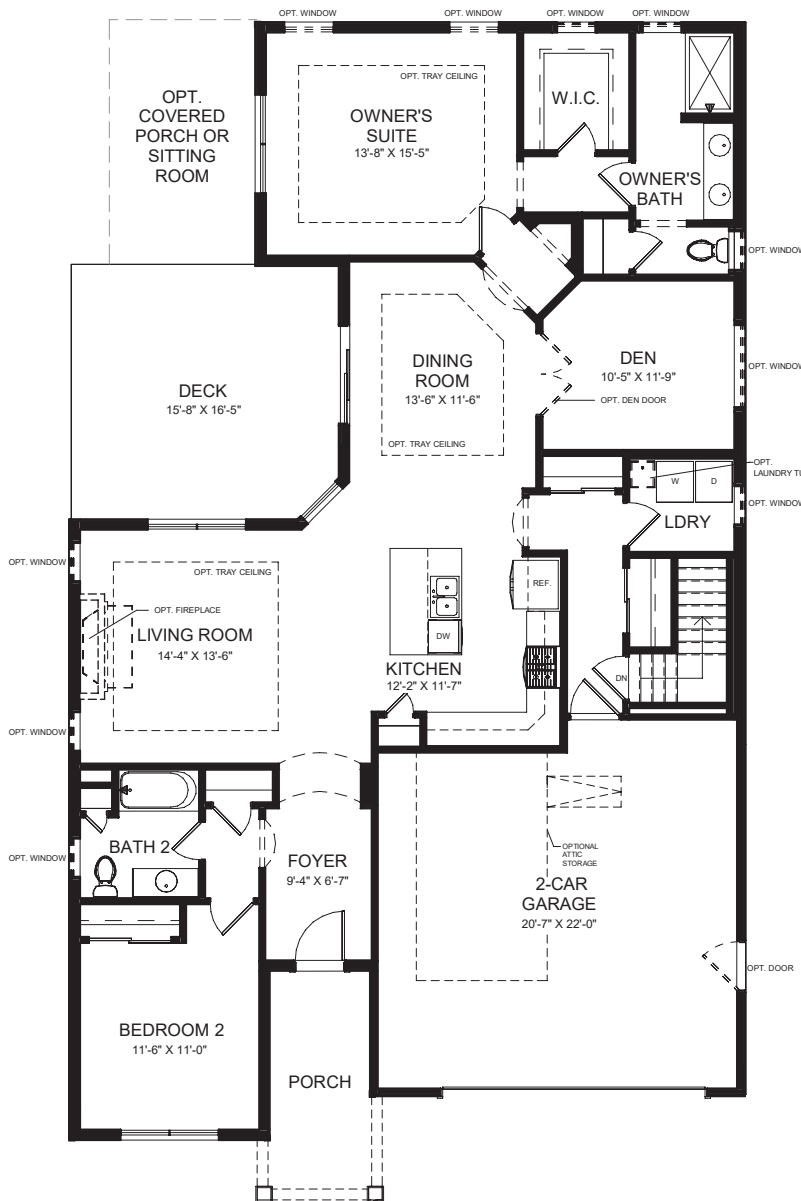 OPT. WINDOW
OPT. WINDOW
OPT. WINDOW
OPT. WINDOW
OPT.
COVERED
PORCH OR
SITTING
ROOM
OPT. TRAY CEILING
OWNER'S
SUITE
13'-8" X 15'-5"
W.I.C.
OWNER'S
BATH
OPT. WINDOW
DECK
15'-8" X 16'-5"
DINING
ROOM
13'-6" X 11'-6"
OPT. TRAY CEILING
DEN
10'-5" X 11'-9"
OPT. DEN DOOR
OPT. WINDOW
OPT.
LAUNDRY TU
W
D
LDRY
OPT. WINDOW
OPT. WINDOW
OPT. TRAY CEILING
OPT. FIREPLACE
LIVING ROOM
14'-4" X 13'-6"
REF.
DW
KITCHEN
12'-2" X 11'-7"
DN
OPT. WINDOW
BATH 2
OPT. WINDOW
FOYER
9'-4" X 6'-7"
OPTIONAL
ATTIC
STORAGE
2-CAR
GARAGE
20'-7" X 22'-0"
OPT. DOOR
BEDROOM 2
11'-6" X 11'-0"
PORCH